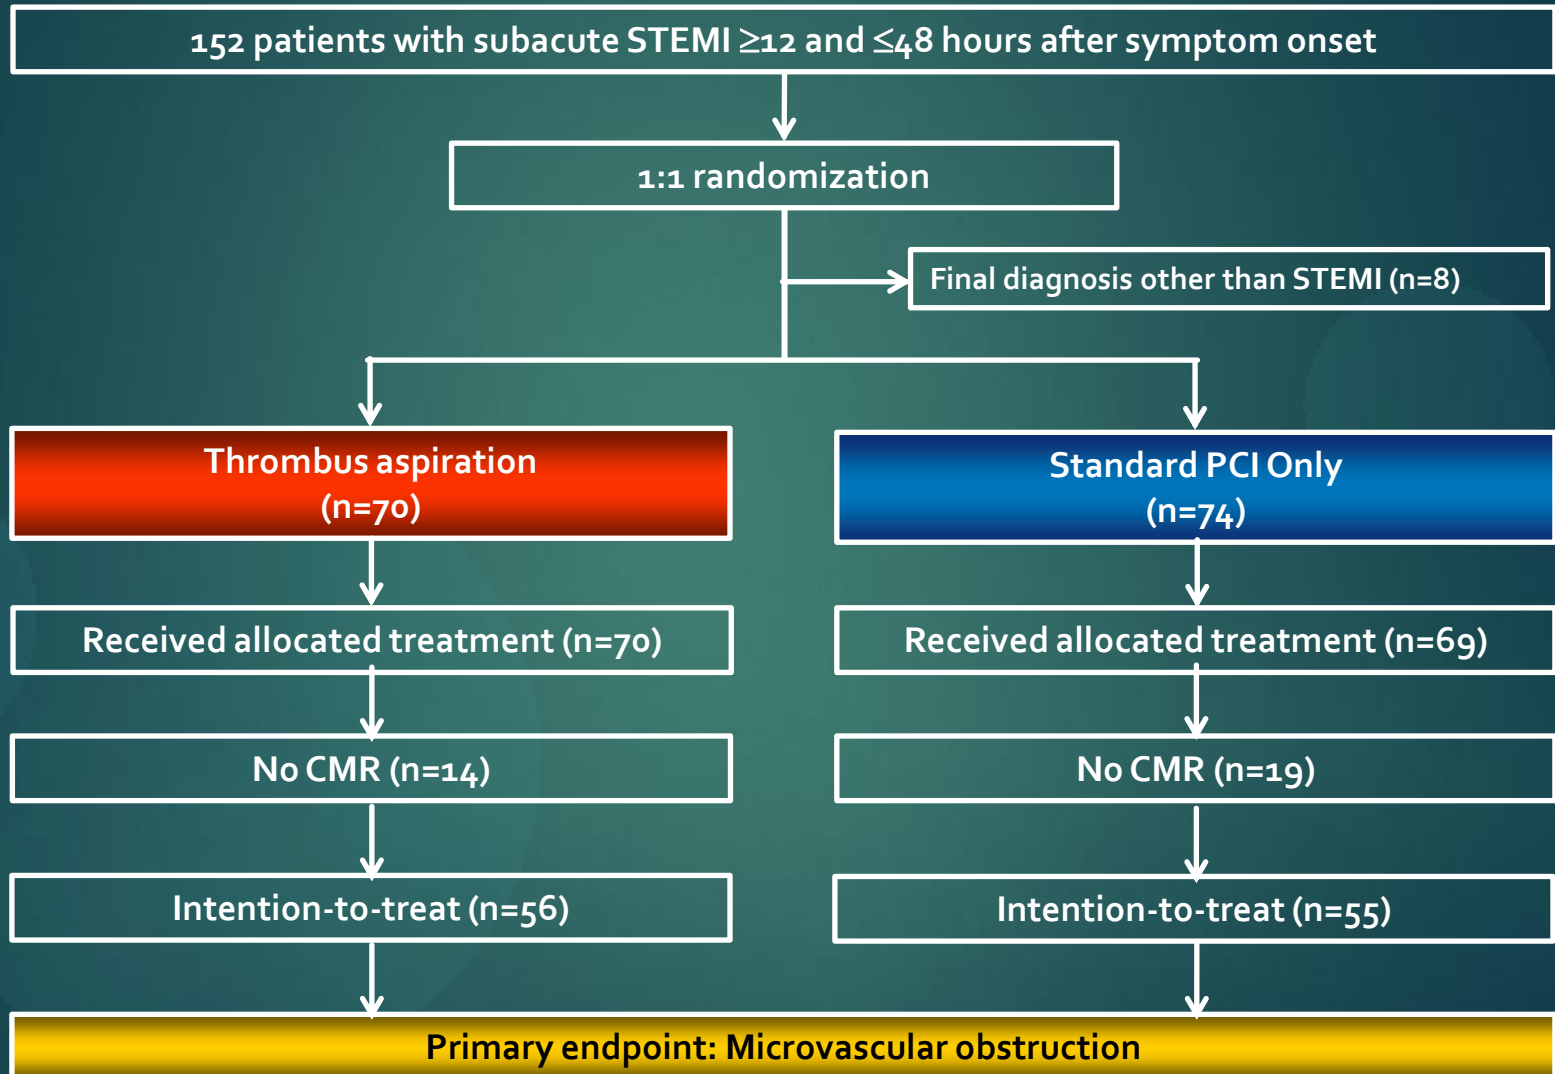 152 patients with subacute STEMI ≥12 and ≤48 hours after symptom onset
1:1 randomization
Final diagnosis other than STEMI (n=8)
Thrombus aspiration
(n=70)
Standard PCI Only
(n=74)
Received allocated treatment (n=70)
Received allocated treatment (n=69)
No CMR (n=14)
No CMR (n=19)
Intention-to-treat (n=56)
Intention-to-treat (n=55)
Primary endpoint: Microvascular obstruction